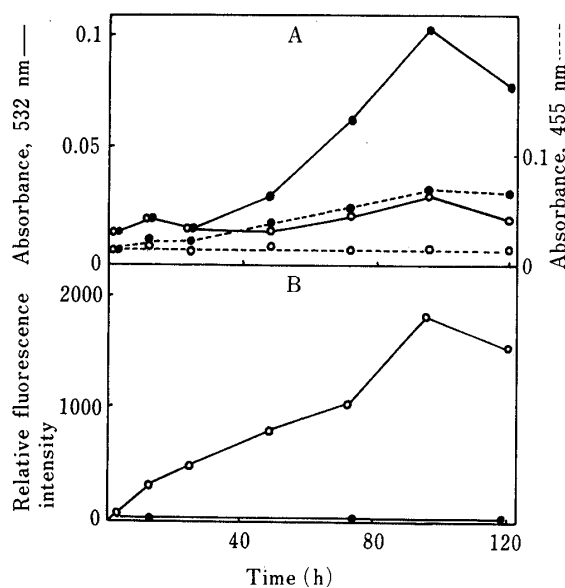 A
0.1
0.05
0
Absorbance, 532 nm
0.1
0
Absorbance, 455 nm
B
2000
1000
0
Relative fluorescence
intensity
40
80
120
Time (h)